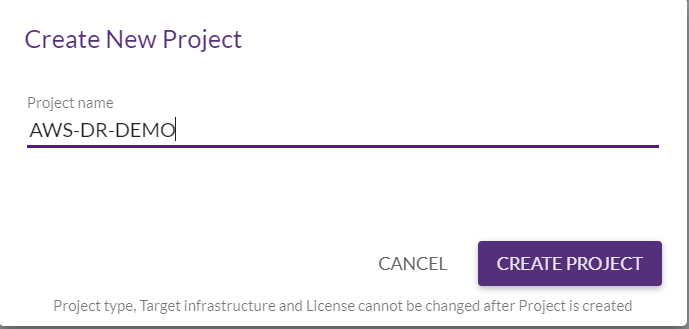 Create New Project
Project name
AWS-DR-DEMO
CANCEL
CREATE PROJECT
Project type, Target infrastructure and License cannot be changed after Project is created